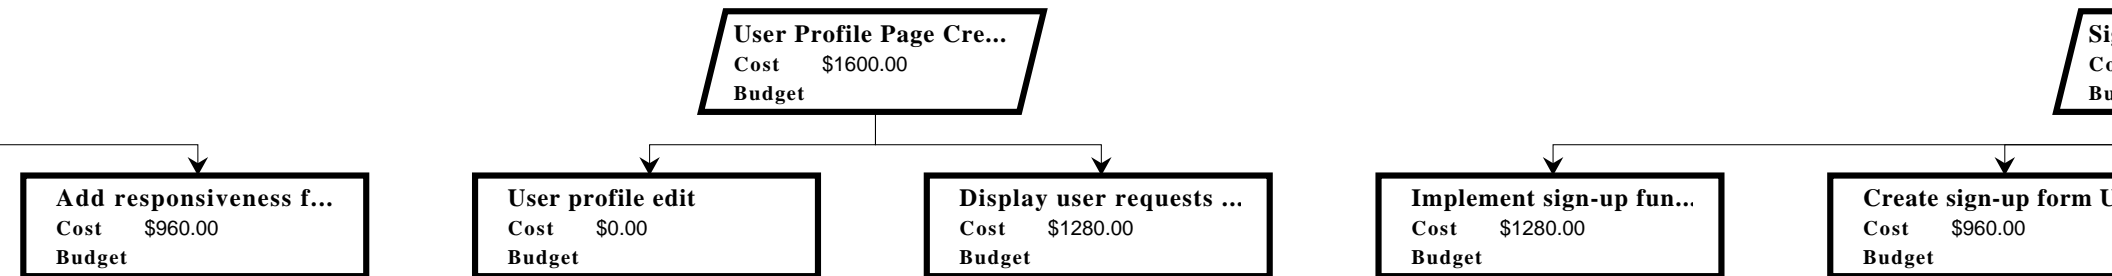 User Profile Page Cre...
Cost $1600.00
Budget
Add responsiveness f...
Cost $960.00
Budget
User profile edit
Cost $0.00
Budget
Display user requests ...
Cost $1280.00
Budget
Implement sign-up fun...
Cost $1280.00
Budget
Create sign-up form
Cost $960.00
Budget